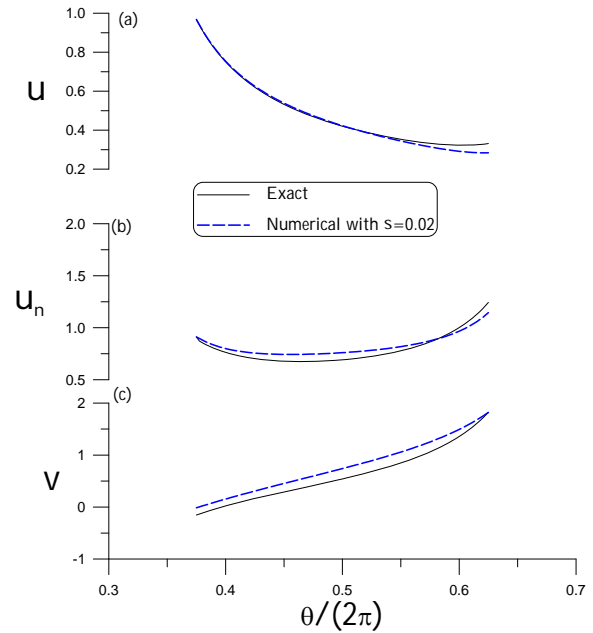 (a)
1.0
0.8
0.6
0.4
0.2
u
Exact
Numerical with s=0.02
(b)
2.0
1.5
1.0
0.5
u_n
(c)
2
1
0
-1
v
0.3 0.4 0.5 0.6 0.7
θ/(2π)